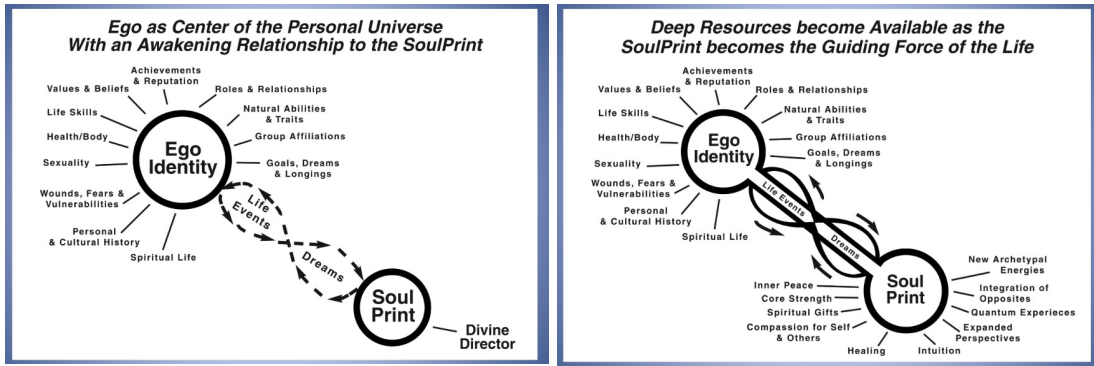 Ego as Center of the Personal Universe
With an Awakening Relationship to the SoulPrint
Achievements
& Reputation
Values & Beliefs
Roles & Relationships
Life Skills
Natural Abilities
& Traits
Health/Body
Group Affiliations
Ego
Identity
Sexuality
Goals, Dreams
& Longings
Wounds, Fears &
Vulnerabilities
Life
Events
Personal
& Cultural History
Spiritual Life
Dreams
Soul
Print
Divine
Director
Deep Resources become Available as the
SoulPrint becomes the Guiding Force of the Life
Achievements
& Reputation
Values & Beliefs
Roles & Relationships
Life Skills
Natural Abilities
& Traits
Health/Body
Group Affiliations
Ego
Identity
Sexuality
Goals, Dreams
& Longings
Wounds, Fears &
Vulnerabilities
Life Events
Personal
& Cultural History
Spiritual Life
Dreams
Soul
Print
New Archetypal
Energies
Inner Peace
Integration of
Opposites
Core Strength
Spiritual Gifts
Quantum Experieces
Compassion for Self
& Others
Expanded
Perspectives
Healing
Intuition